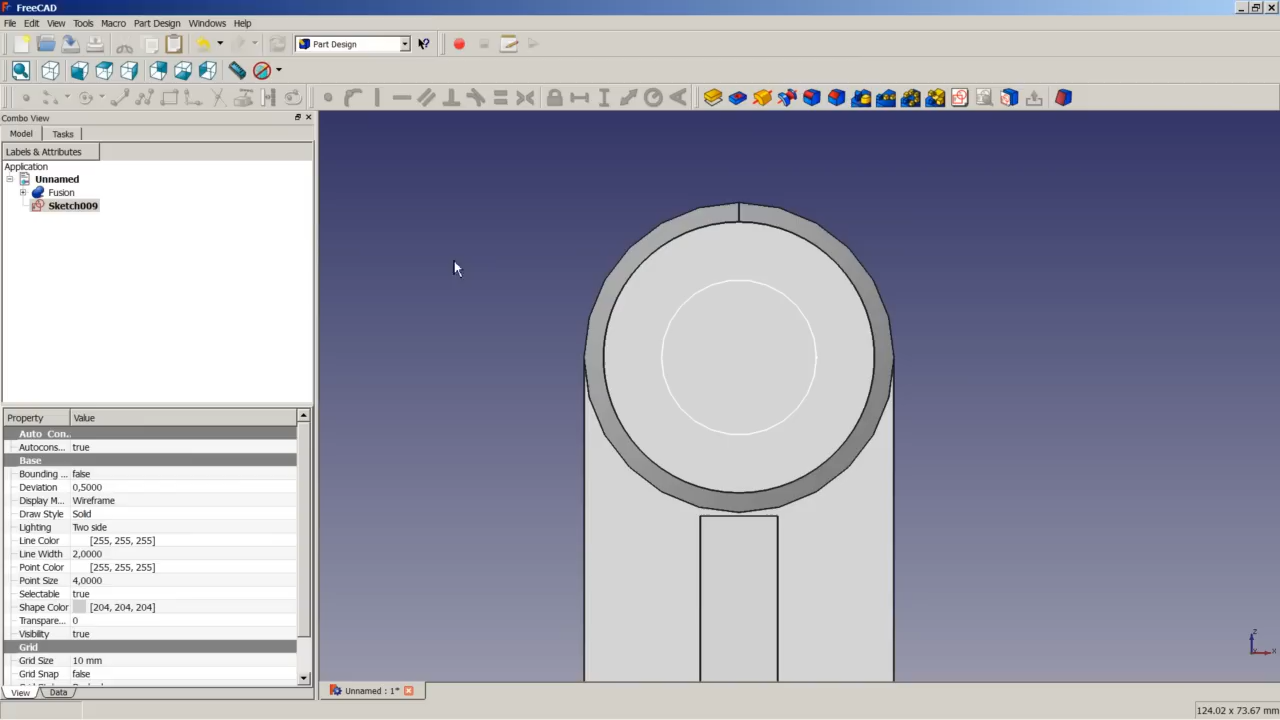 FreeCAD
File Edit View Tools Macro Part Design Windows Help
Part Design
Combo View
Model Tasks
Labels & Attributes
Application
Unnamed
Fusion
Sketch009
Property Value
Auto Con..
Autocons... true
Base
Bounding ... false
Deviation 0,5000
Display M... Wireframe
Draw Style Solid
Lighting Two side
Line Color [255, 255, 255]
Line Width 2,0000
Point Color [255, 255, 255]
Point Size 4,0000
Selectable true
Shape Color [204, 204, 204]
Transpare... 0
Visibility true
Grid
Grid Size 10 mm
Grid Snap false
View Data
Unnamed : 1*
Z
X
124.02 x 73.67 mm